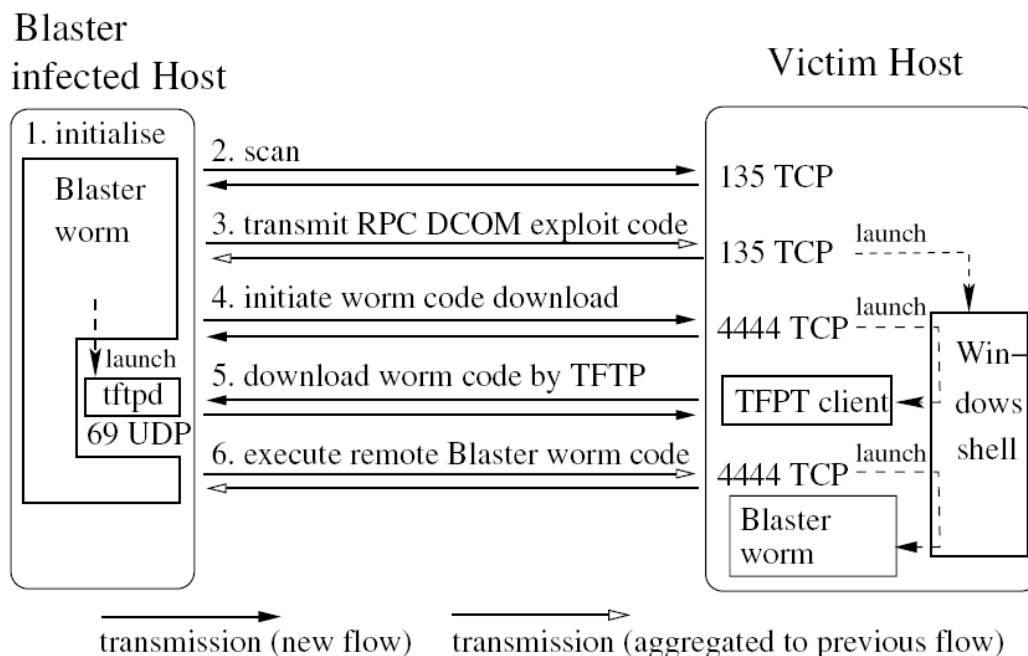 Blaster
infected Host
Victim Host
1. initialise
Blaster
worm
launch
tftpd
69 UDP
2. scan
135 TCP
3. transmit RPC DCOM exploit code
135 TCP
launch
4. initiate worm code download
4444 TCP
launch
5. download worm code by TFTP
TFPT client
Win-
dows
shell
6. execute remote Blaster worm code
4444 TCP
launch
Blaster
worm
transmission (new flow)
transmission (aggregated to previous flow)